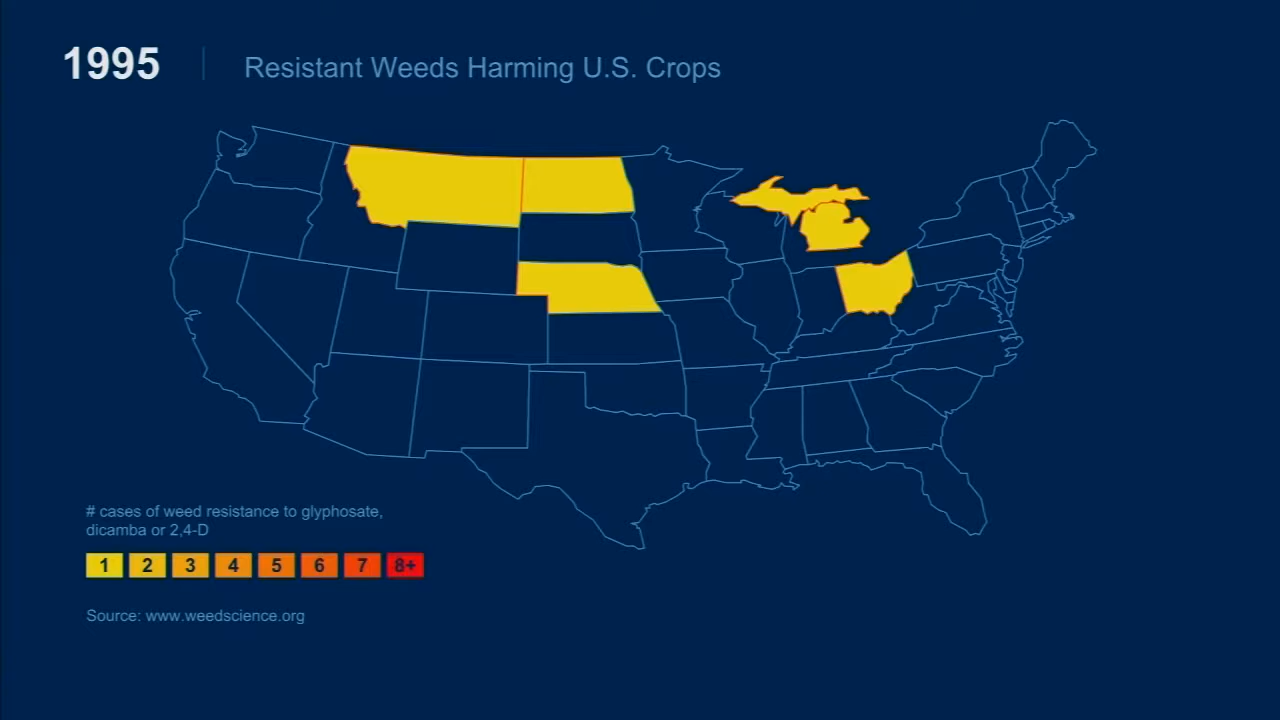 1995
Resistant Weeds Harming U.S. Crops
# cases of weed resistance to glyphosate,
dicamba or 2,4-D
1 2 3 4 5 6 7 8+
Source: www.weedscience.org